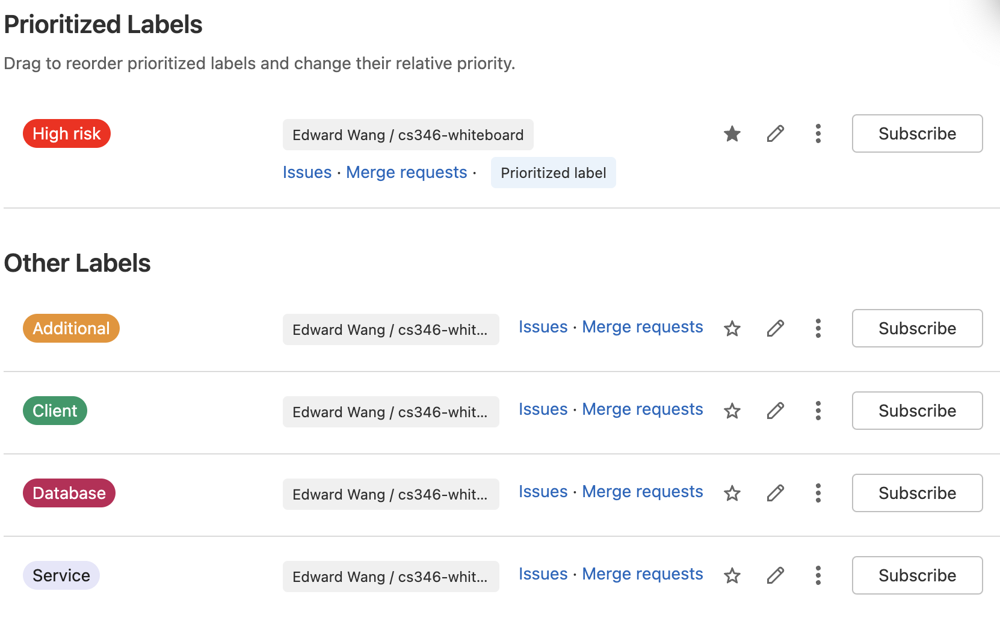 Prioritized Labels
Drag to reorder prioritized labels and change their relative priority.
High risk
Edward Wang / cs346-whiteboard
Subscribe
Issues · Merge requests ·
Prioritized label
Other Labels
Additional
Edward Wang / cs346-whit...
Issues · Merge requests
Subscribe
Client
Edward Wang / cs346-whit...
Issues · Merge requests
Subscribe
Database
Edward Wang / cs346-whit...
Issues · Merge requests
Subscribe
Service
Edward Wang / cs346-whit...
Issues · Merge requests
Subscribe